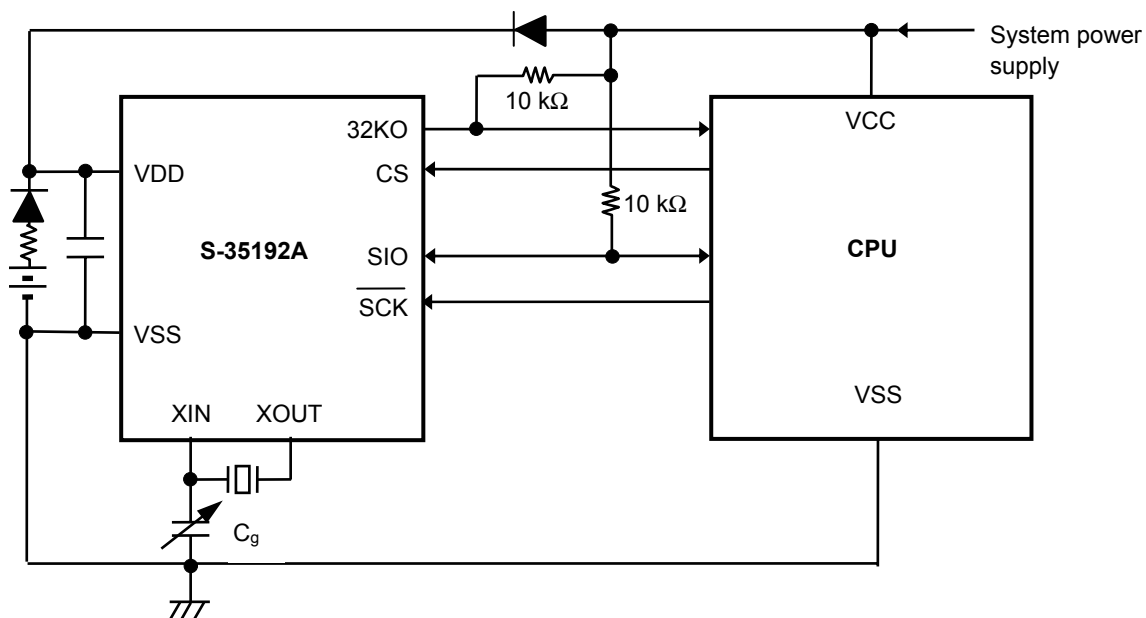 System power
supply
10 kΩ
32KO
VCC
VDD
CS
10 kΩ
S-35192A
SIO
CPU
SCK
VSS
VSS
XIN XOUT
Cg